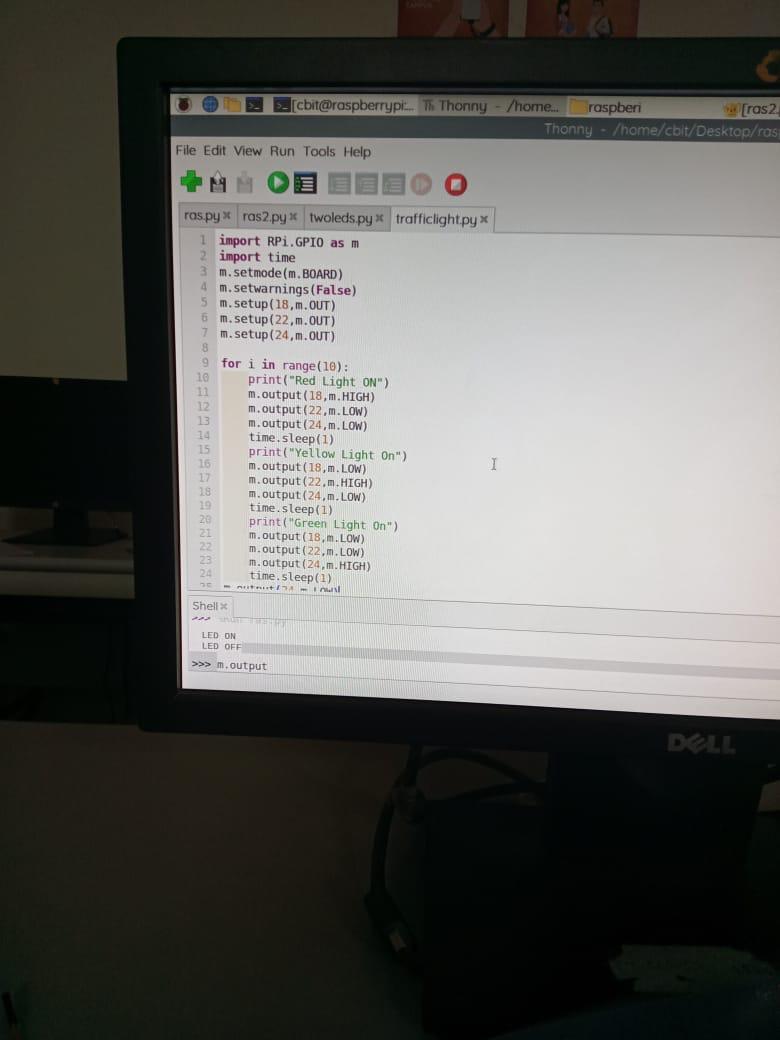 [cbit@raspberrypi:... Thonny - /home... raspberi [ras2.
Thonny - /home/cbit/Desktop/ras
File Edit View Run Tools Help
ras.py ras2.py twoleds.py trafficlight.py
1 import RPi.GPIO as m
2 import time
3 m.setmode(m.BOARD)
4 m.setwarnings(False)
5 m.setup(18,m.OUT)
6 m.setup(22,m.OUT)
7 m.setup(24,m.OUT)
8
9 for i in range(10):
10 print("Red Light ON")
11 m.output(18,m.HIGH)
12 m.output(22,m.LOW)
13 m.output(24,m.LOW)
14 time.sleep(1)
15 print("Yellow Light On")
16 m.output(18,m.LOW)
17 m.output(22,m.HIGH)
18 m.output(24,m.LOW)
19 time.sleep(1)
20 print("Green Light On")
21 m.output(18,m.LOW)
22 m.output(22,m.LOW)
23 m.output(24,m.HIGH)
24 time.sleep(1)
25 m.output(24,m.LOW)
Shell
LED ON
LED OFF
>>> m.output
DELL